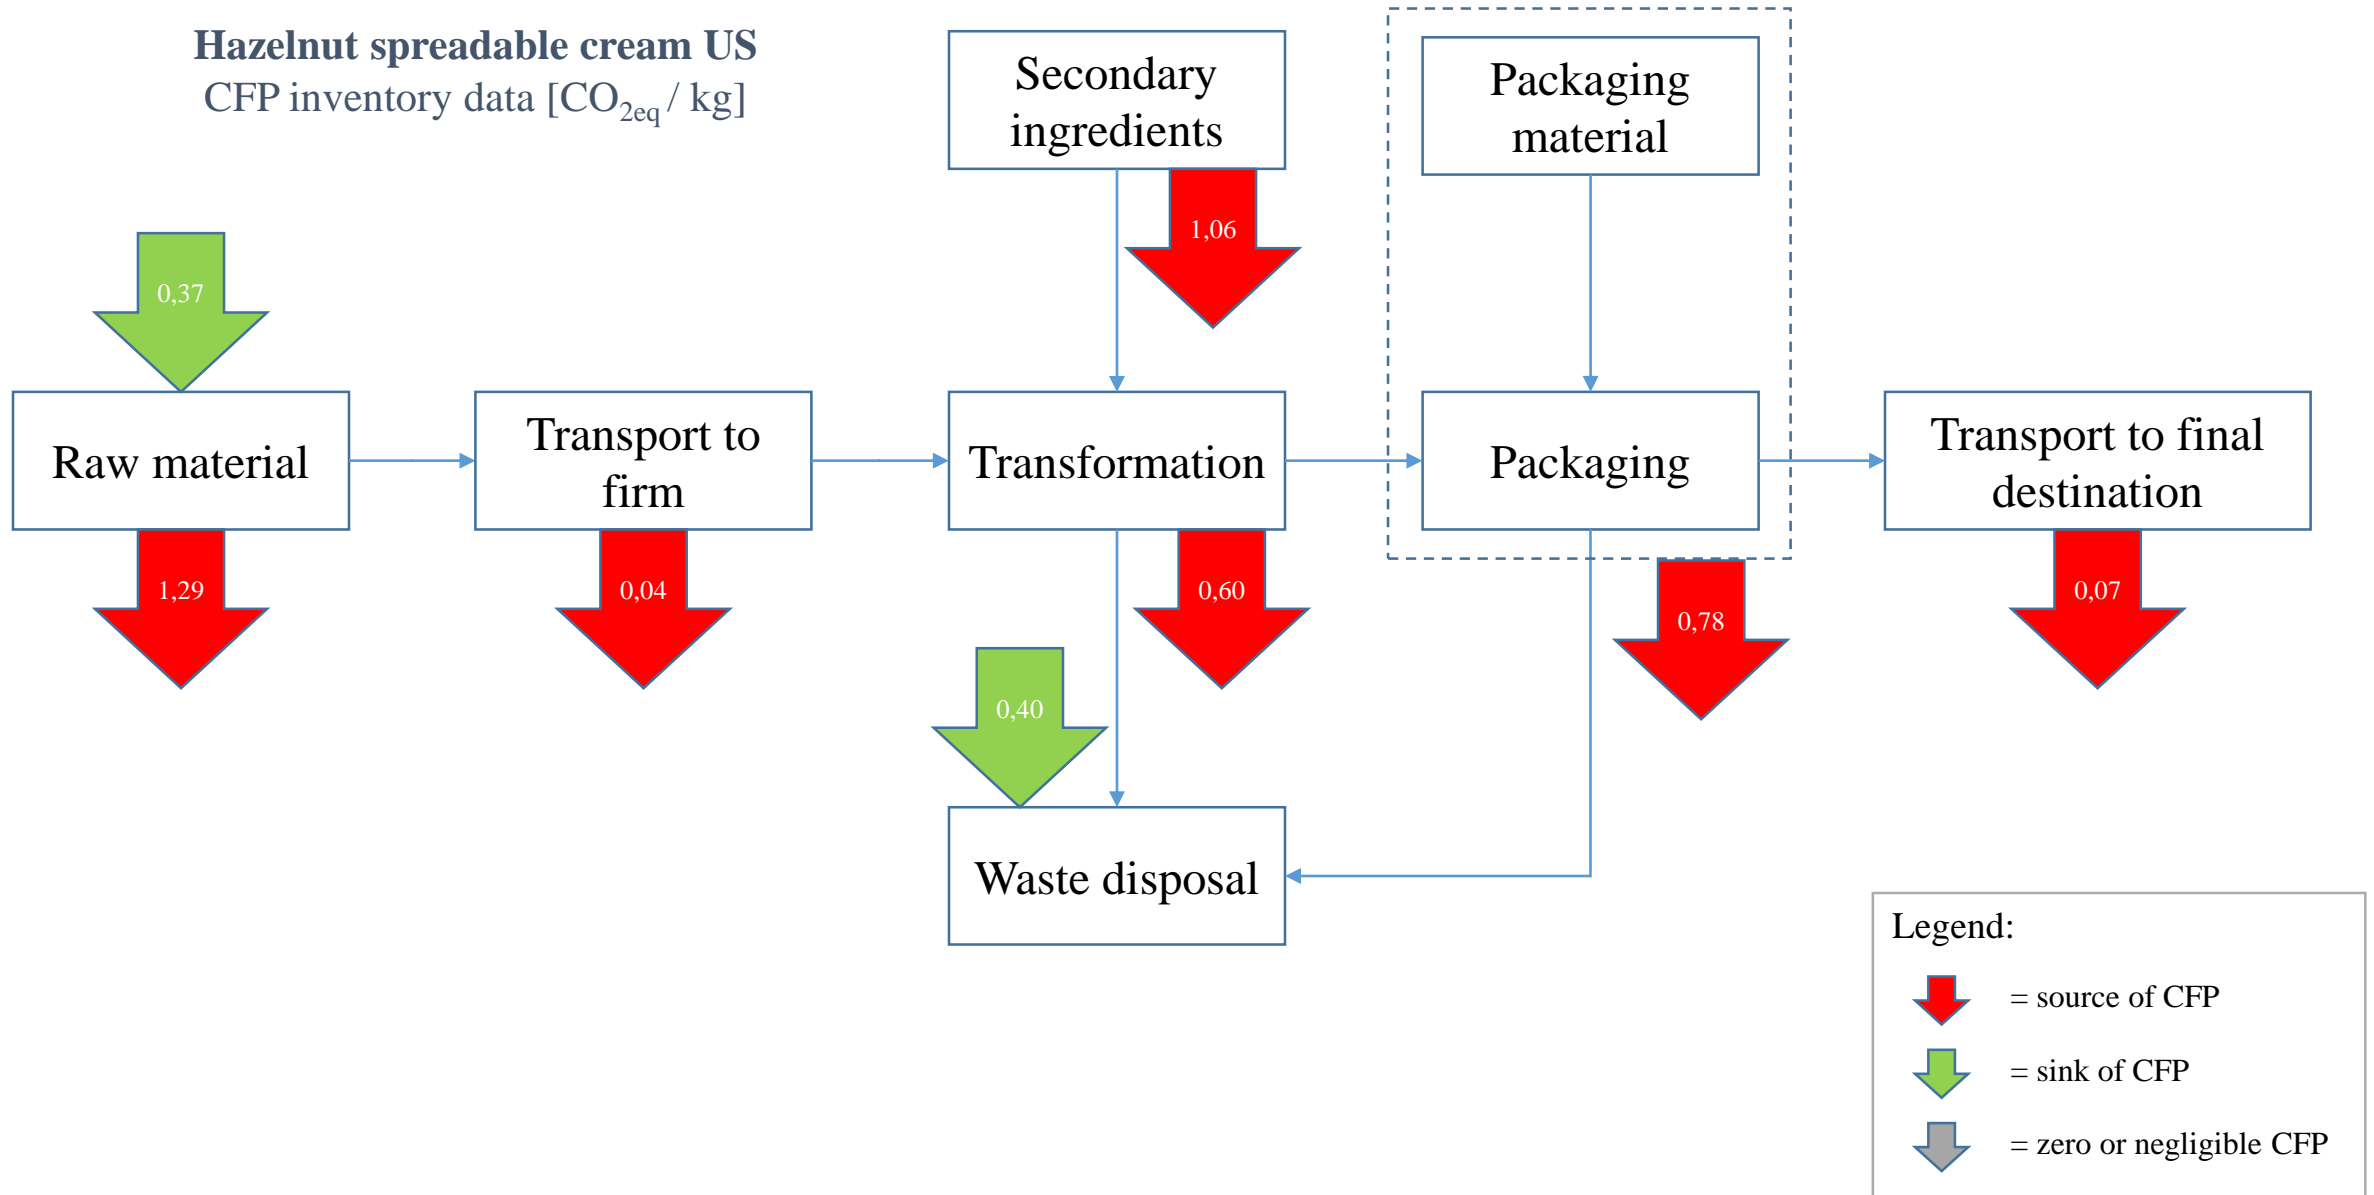 Hazelnut spreadable cream US
CFP inventory data [CO2eq / kg]
Secondary
ingredients
Packaging
material
1,06
0,37
Raw material
Transport to
firm
Transformation
Packaging
Transport to final
destination
1,29
0,04
0,60
0,78
0,07
0,40
Waste disposal
Legend:
= source of CFP
= sink of CFP
= zero or negligible CFP